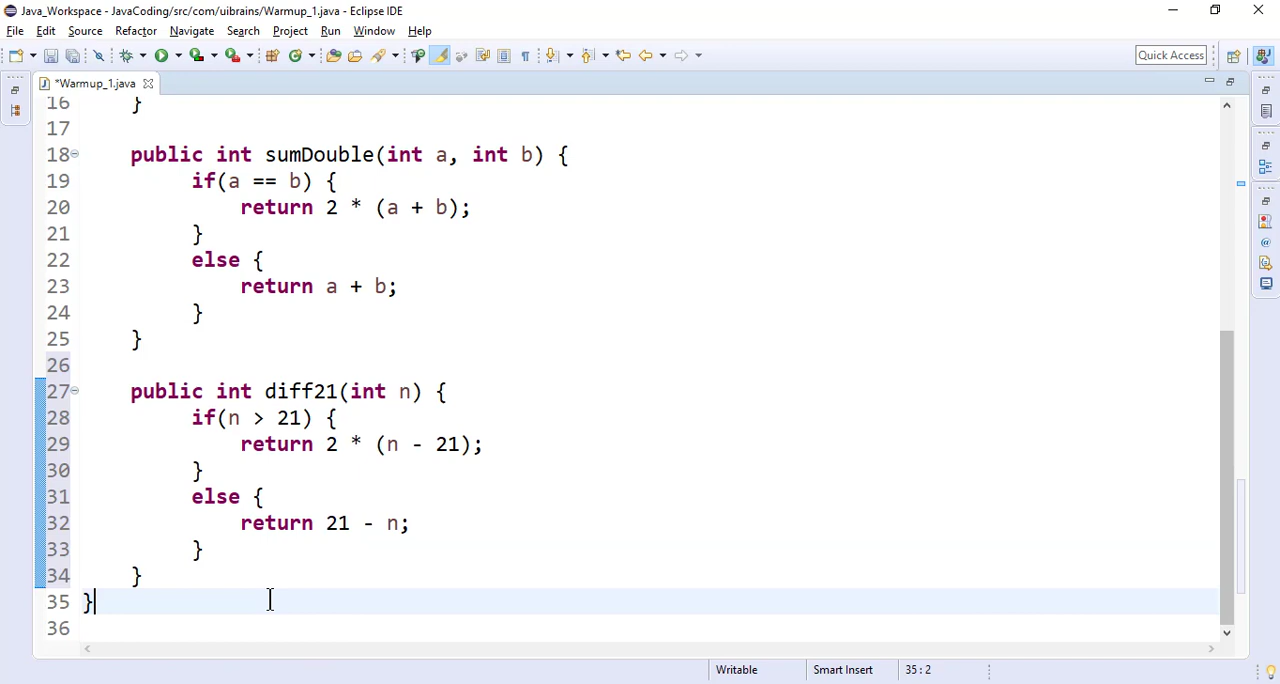 Java_Workspace - JavaCoding/src/com/uibrains/Warmup_1.java - Eclipse IDE
File Edit Source Refactor Navigate Search Project Run Window Help
Quick Access
*Warmup_1.java
16 }
17
18 public int sumDouble(int a, int b) {
19 if(a == b) {
20 return 2 * (a + b);
21 }
22 else {
23 return a + b;
24 }
25 }
26
27 public int diff21(int n) {
28 if(n > 21) {
29 return 2 * (n - 21);
30 }
31 else {
32 return 21 - n;
33 }
34 }
35 }
36
Writable Smart Insert 35 : 2